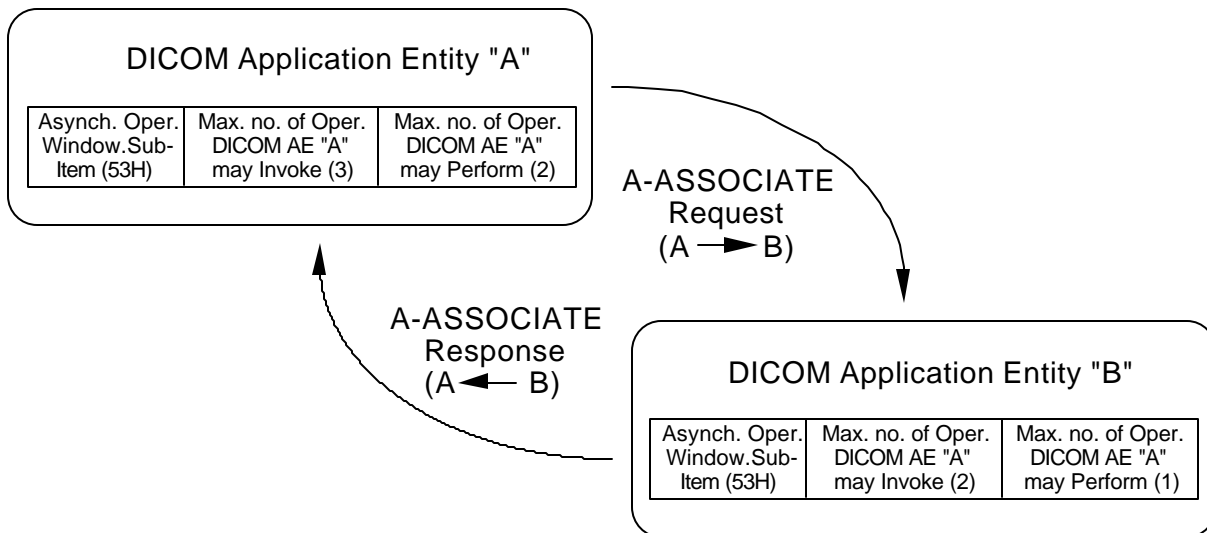 DICOM Application Entity "A"
Asynch. Oper.
Window.Sub-
Item (53H)
Max. no. of Oper.
DICOM AE "A"
may Invoke (3)
Max. no. of Oper.
DICOM AE "A"
may Perform (2)
A-ASSOCIATE
Request
(A B)
A-ASSOCIATE
Response
(A B)
DICOM Application Entity "B"
Asynch. Oper.
Window.Sub-
Item (53H)
Max. no. of Oper.
DICOM AE "A"
may Invoke (2)
Max. no. of Oper.
DICOM AE "A"
may Perform (1)